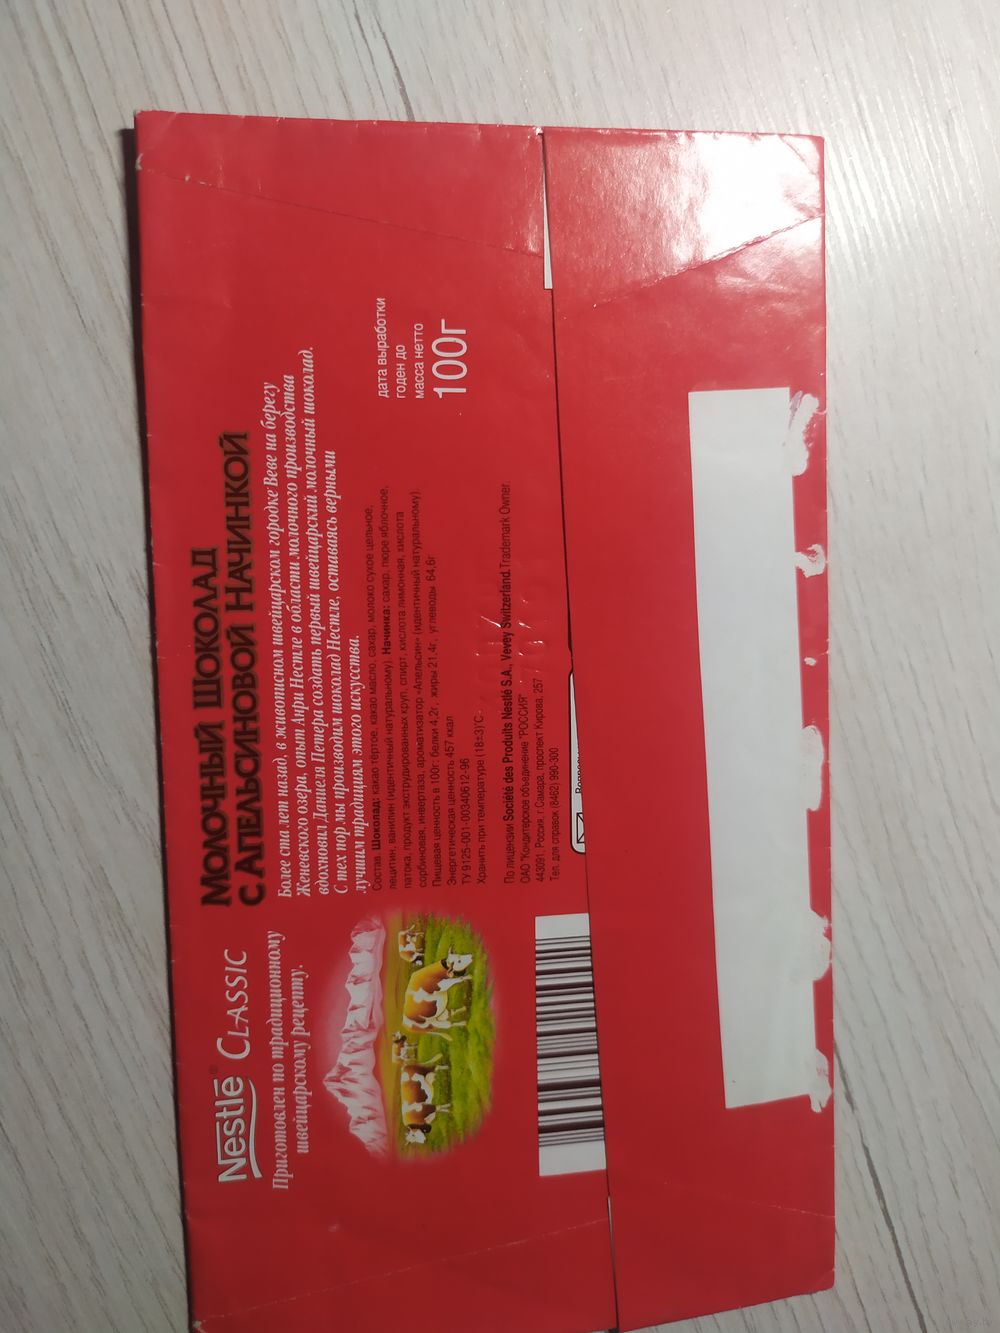 Nestlé® CLASSIC
Приготовлен по традиционному
швейцарскому рецепту.
МОЛОЧНЫЙ ШОКОЛАД
С АПЕЛЬСИНОВОЙ НАЧИНКОЙ
Более ста лет назад, в живописном швейцарском городке Веве на берегу
Женевского озера, опыт Анри Нестле в области молочного производства
вдохновил Даниеля Петера создать первый швейцарский молочный шоколад.
С тех пор мы производим шоколад Нестле, оставаясь верными
лучшим традициям этого искусства.
Состав. Шоколад: какао тёртое, какао масло, сахар, молоко сухое цельное,
лецитин, ванилин (идентичный натуральному). Начинка: сахар, пюре яблочное,
патока, продукт экструдированных круп, спирт, кислота лимонная, кислота
сорбиновая, инвертаза, ароматизатор «Апельсин» (идентичный натуральному).
Пищевая ценность в 100г: белки 4,2г, жиры 21,4г, углеводы 64,6г
Энергетическая ценность 457 ккал
ТУ 9125-001-00340612-96
Хранить при температуре (18±3)°С
По лицензии Société des Produits Nestlé S.A., Vevey Switzerland. Trademark Owner.
ОАО "Кондитерское объединение "РОССИЯ"
443091, Россия, г.Самара, проспект Кирова, 257
Тел. для справок (8462) 990-300
дата выработки
годен до
масса нетто
100г